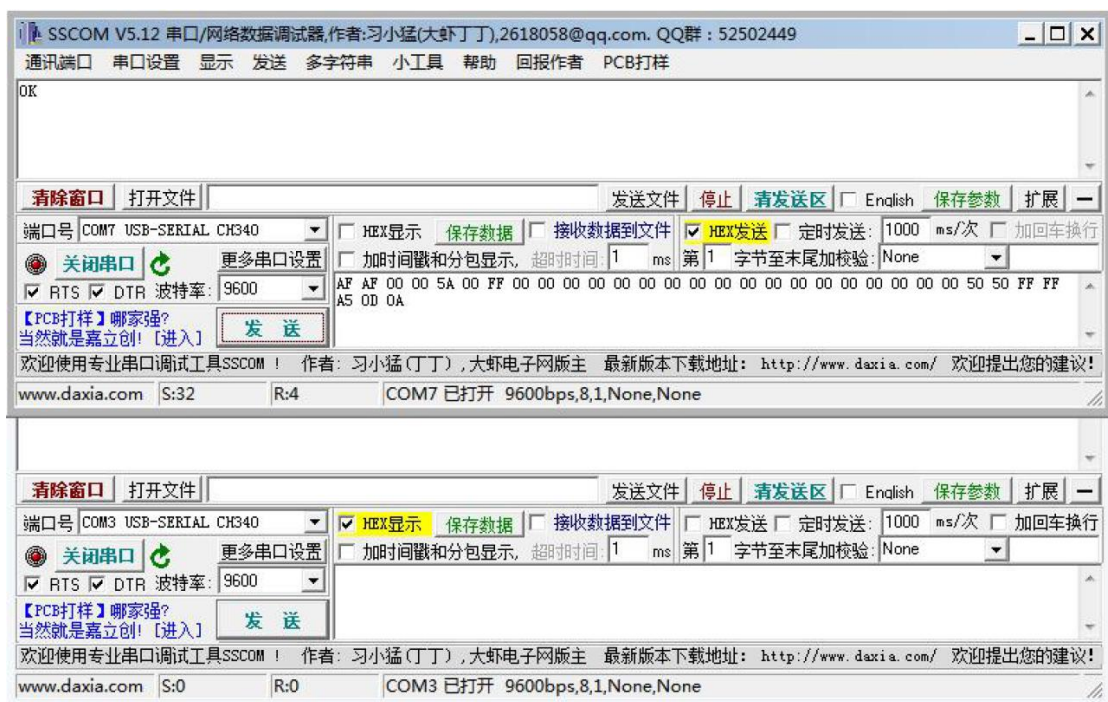 SSCOM V5.12 串口/网络数据调试器,作者:习小猛(大虾丁丁),2618058@qq.com. QQ群：52502449
通讯端口 串口设置 显示 发送 多字符串 小工具 帮助 回报作者 PCB打样
OK
清除窗口 打开文件 发送文件 停止 清发送区 English 保存参数 扩展 —
端口号 COM7 USB-SERIAL CH340 HEX显示 保存数据 接收数据到文件 HEX发送 定时发送: 1000 ms/次 加回车换行
关闭串口 更多串口设置 加时间戳和分包显示, 超时时间: 1 ms 第 1 字节至末尾加校验: None
RTS DTR 波特率: 9600 AF AF 00 00 5A 00 FF 00 00 00 00 00 00 00 00 00 00 00 00 00 00 00 00 00 00 50 50 FF FF
A5 0D 0A
【PCB打样】哪家强?
当然就是嘉立创! [进入] 发 送
欢迎使用专业串口调试工具SSCOM ! 作者: 习小猛(丁丁),大虾电子网版主 最新版本下载地址: http://www.daxia.com/ 欢迎提出您的建议!
www.daxia.com S:32 R:4 COM7 已打开 9600bps,8,1,None,None
清除窗口 打开文件 发送文件 停止 清发送区 English 保存参数 扩展 —
端口号 COM3 USB-SERIAL CH340 HEX显示 保存数据 接收数据到文件 HEX发送 定时发送: 1000 ms/次 加回车换行
关闭串口 更多串口设置 加时间戳和分包显示, 超时时间: 1 ms 第 1 字节至末尾加校验: None
RTS DTR 波特率: 9600
【PCB打样】哪家强?
当然就是嘉立创! [进入] 发 送
欢迎使用专业串口调试工具SSCOM ! 作者: 习小猛(丁丁),大虾电子网版主 最新版本下载地址: http://www.daxia.com/ 欢迎提出您的建议!
www.daxia.com S:0 R:0 COM3 已打开 9600bps,8,1,None,None